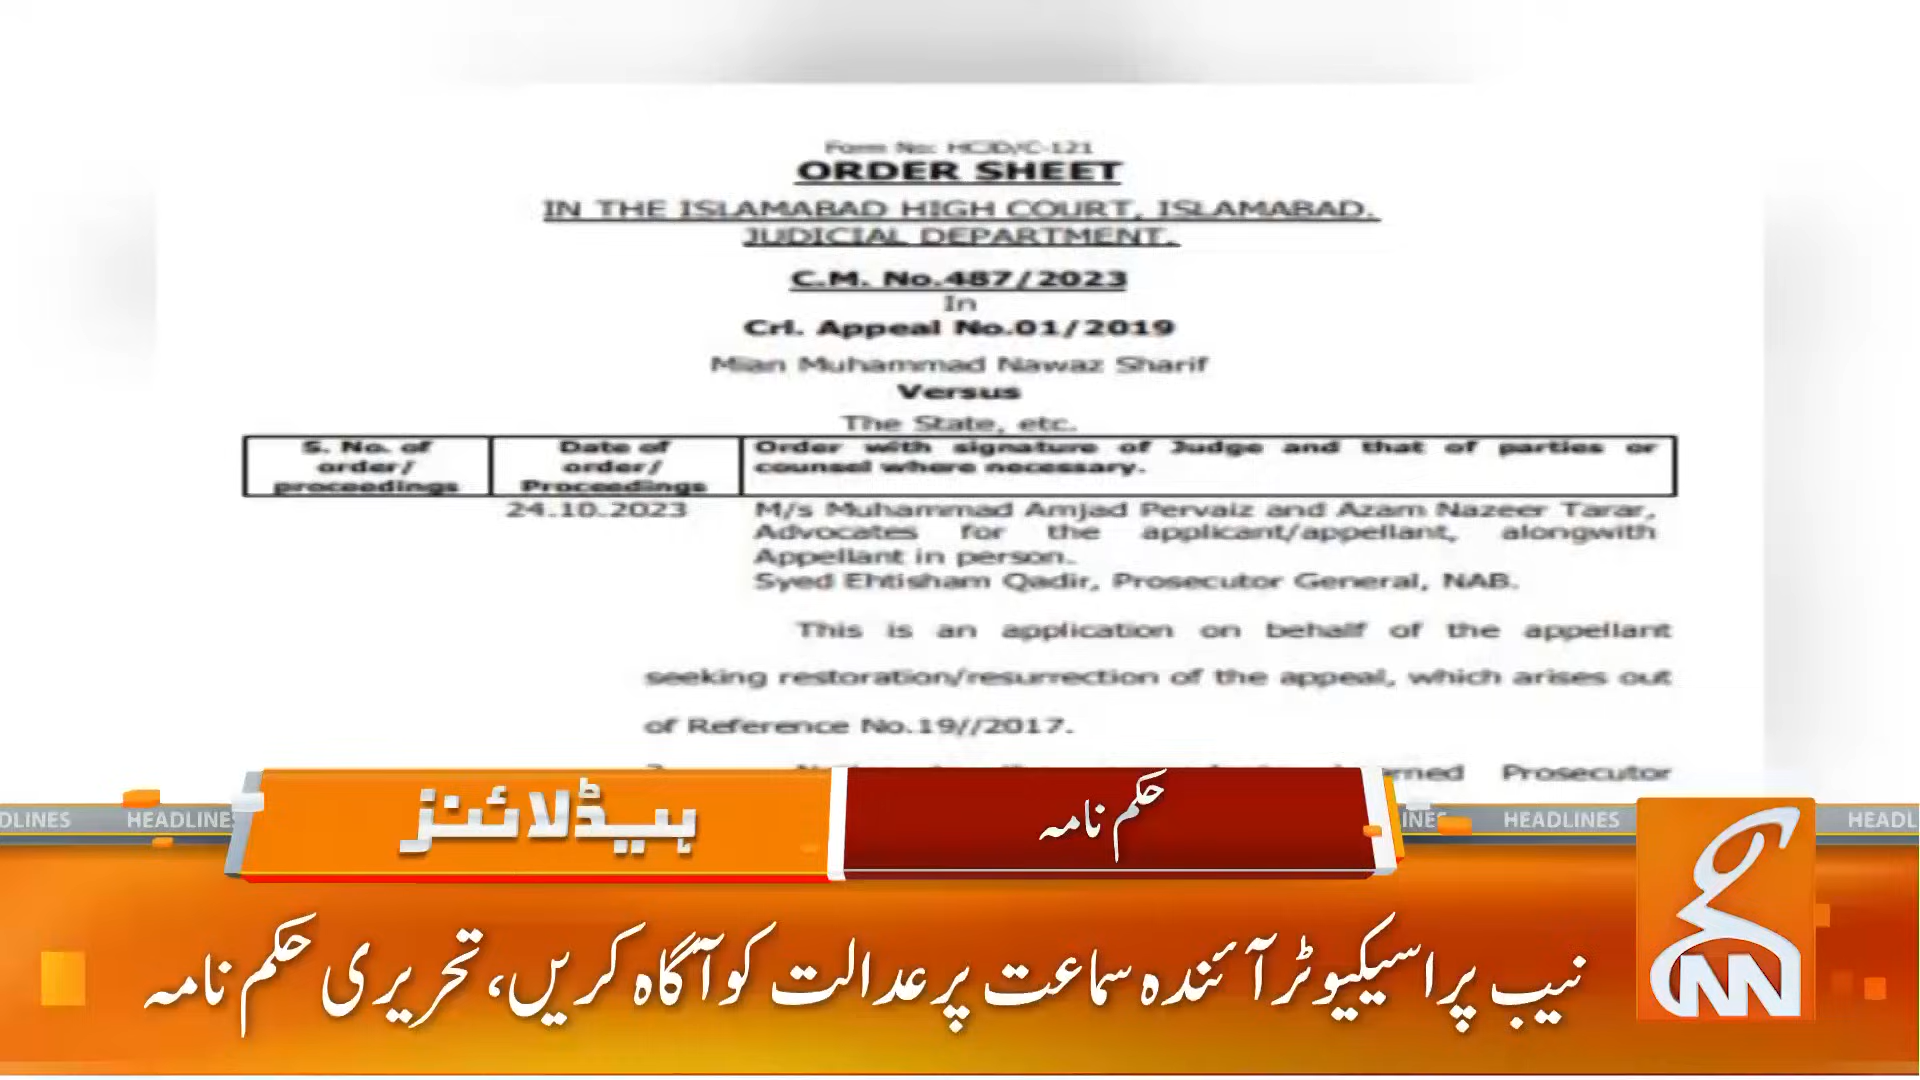 Form No: HCJD/C-121
ORDER SHEET
IN THE ISLAMABAD HIGH COURT, ISLAMABAD.
JUDICIAL DEPARTMENT.
C.M. No.487/2023
In
Crl. Appeal No.01/2019
Mian Muhammad Nawaz Sharif
Versus
The State, etc.
S. No. of order/ proceedings
Date of order/ Proceedings
Order with signature of Judge and that of parties or
counsel where necessary.
24.10.2023
M/s Muhammad Amjad Pervaiz and Azam Nazeer Tarar,
Advocates for the applicant/appellant, alongwith
Appellant in person.
Syed Ehtisham Qadir, Prosecutor General, NAB.
This is an application on behalf of the appellant
seeking restoration/resurrection of the appeal, which arises out
of Reference No.19//2017.
Prosecutor
ہیڈلائنز
حکم نامہ
DLINES HEADLINE INES HEADLINES HEADL
نیب پراسیکیوٹر آئندہ سماعت پر عدالت کو آگاہ کریں، تحریری حکم نامہ
GNN